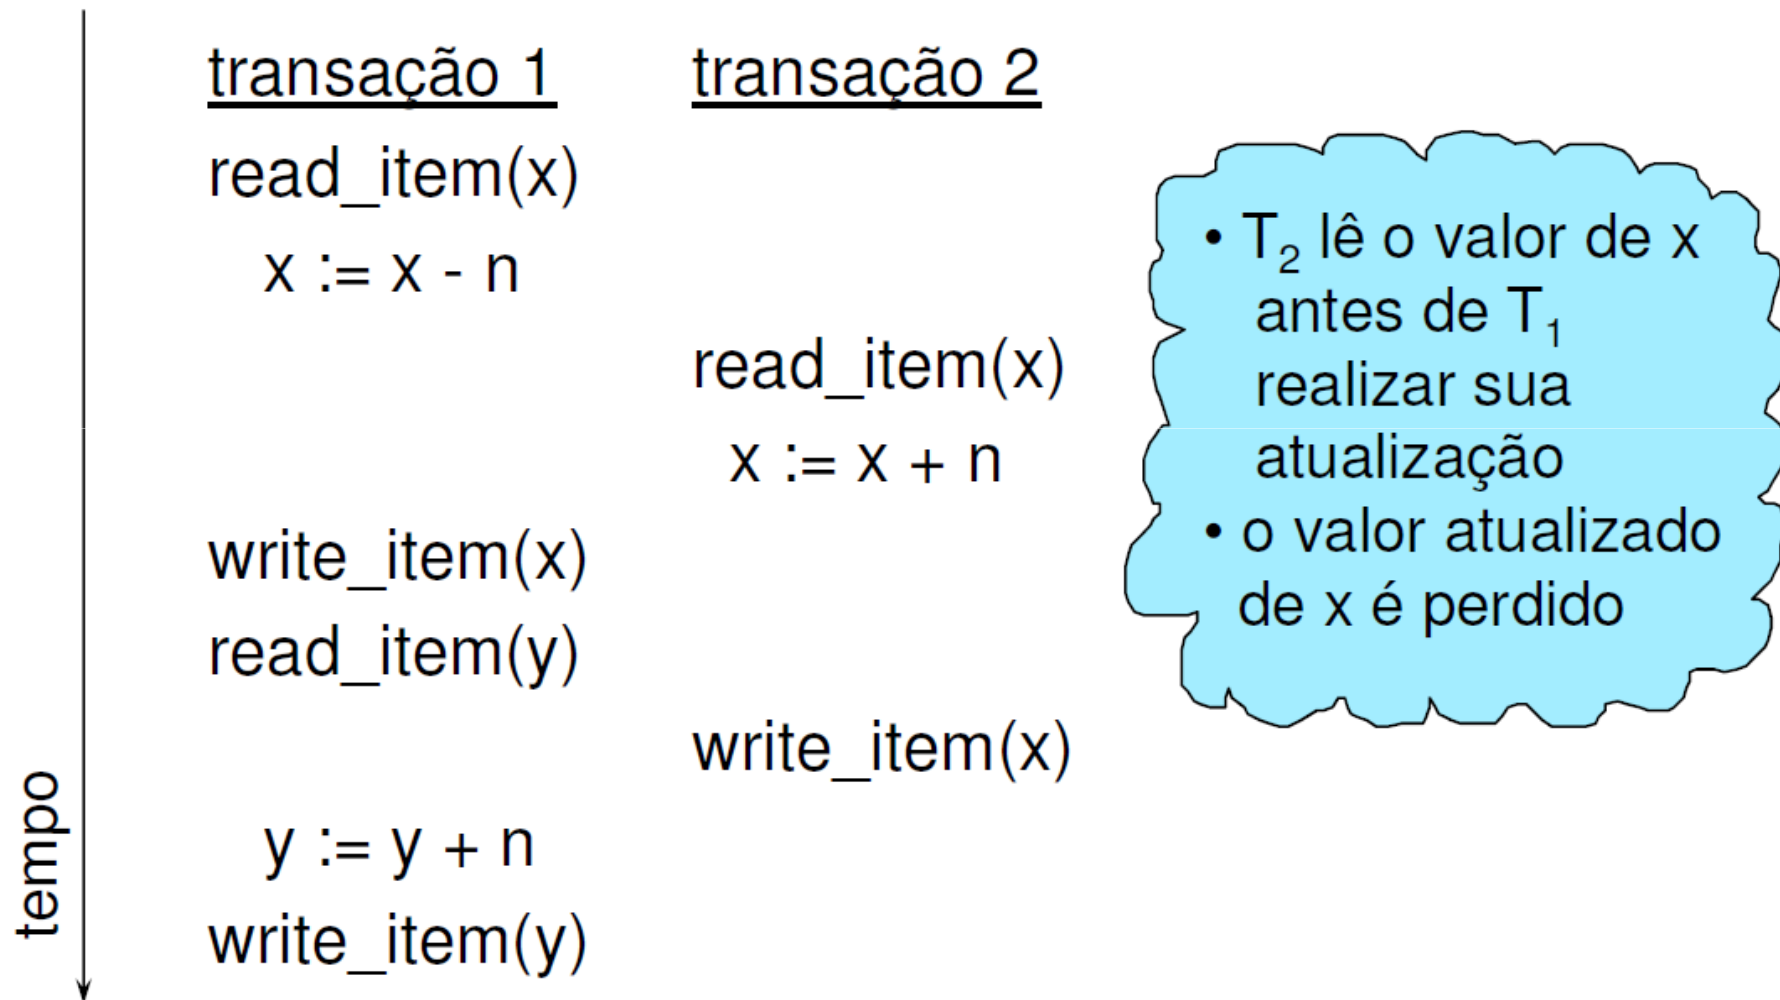 transação 1 transação 2
read_item(x)
x := x - n
read_item(x)
x := x + n
write_item(x)
read_item(y)
write_item(x)
y := y + n
write_item(y)
• T₂ lê o valor de x
antes de T₁
realizar sua
atualização
• o valor atualizado
de x é perdido
tempo